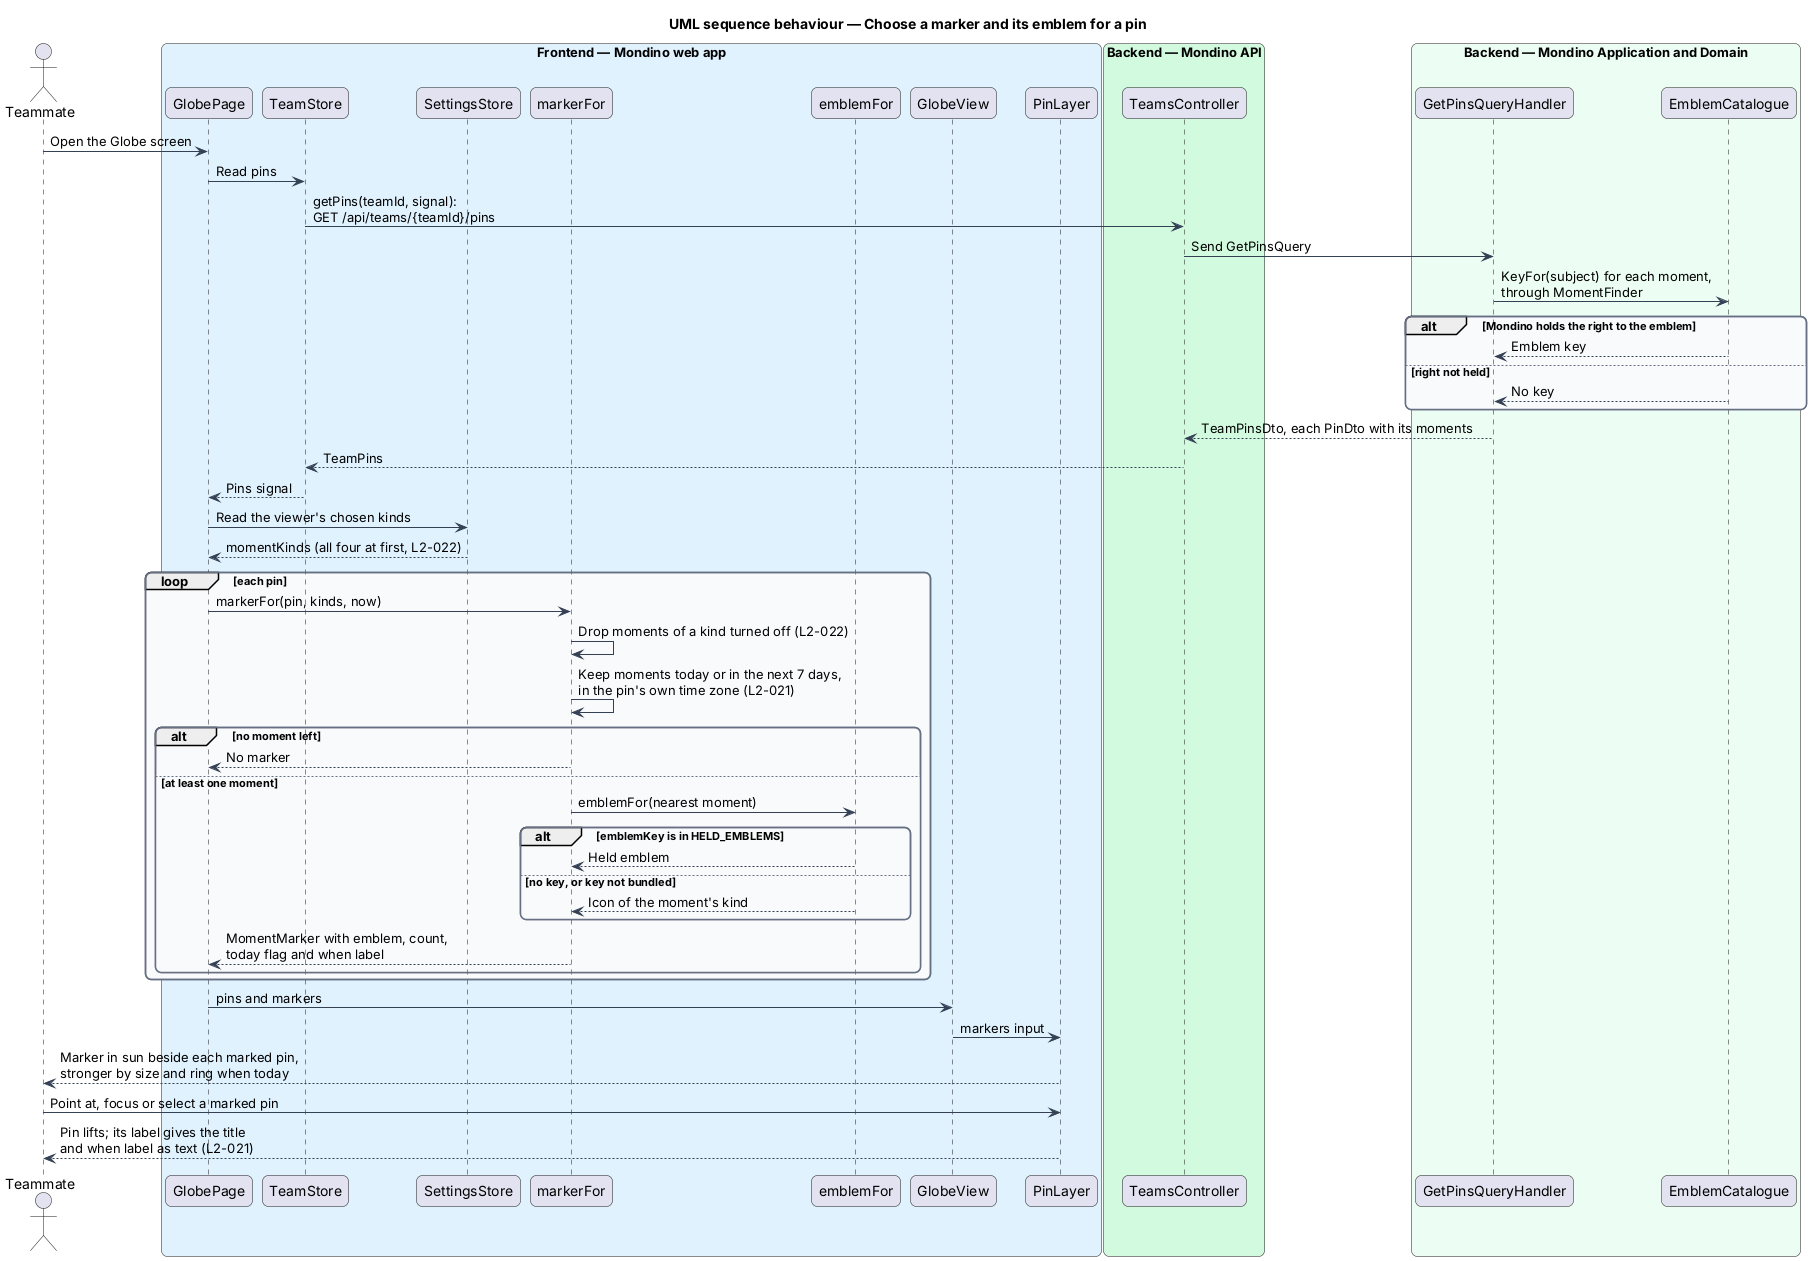 UML sequence behaviour — Choose a marker and its emblem for a pin
Frontend — Mondino web app
Backend — Mondino API
Backend — Mondino Application and Domain
Teammate
GlobePage
TeamStore
SettingsStore
markerFor
emblemFor
GlobeView
PinLayer
TeamsController
GetPinsQueryHandler
EmblemCatalogue
Open the Globe screen
Read pins
getPins(teamId, signal):
GET /api/teams/{teamId}/pins
Send GetPinsQuery
KeyFor(subject) for each moment,
through MomentFinder
alt [Mondino holds the right to the emblem]
Emblem key
[right not held]
No key
TeamPinsDto, each PinDto with its moments
TeamPins
Pins signal
Read the viewer's chosen kinds
momentKinds (all four at first, L2-022)
loop [each pin]
markerFor(pin, kinds, now)
Drop moments of a kind turned off (L2-022)
Keep moments today or in the next 7 days,
in the pin's own time zone (L2-021)
alt [no moment left]
No marker
[at least one moment]
emblemFor(nearest moment)
alt [emblemKey is in HELD_EMBLEMS]
Held emblem
[no key, or key not bundled]
Icon of the moment's kind
MomentMarker with emblem, count,
today flag and when label
pins and markers
markers input
Marker in sun beside each marked pin,
stronger by size and ring when today
Point at, focus or select a marked pin
Pin lifts; its label gives the title
and when label as text (L2-021)
Teammate
GlobePage
TeamStore
SettingsStore
markerFor
emblemFor
GlobeView
PinLayer
TeamsController
GetPinsQueryHandler
EmblemCatalogue